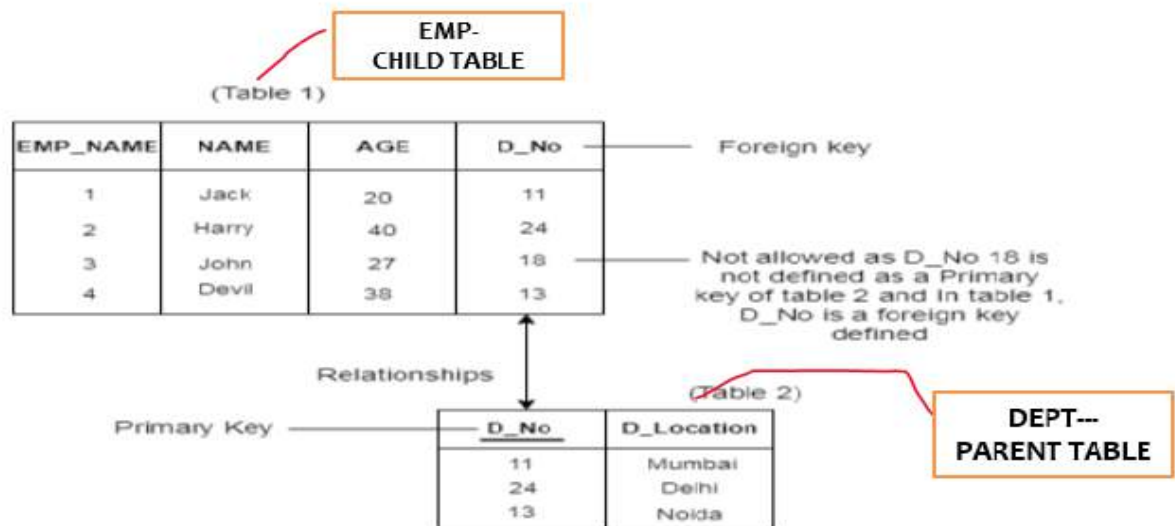 EMP-
CHILD TABLE
(Table 1)
EMP_NAME NAME AGE D_No Foreign key
1 Jack 20 11
2 Harry 40 24
3 John 27 18
4 Devil 38 13
Not allowed as D_No 18 is
not defined as a Primary
key of table 2 and In table 1,
D_No is a foreign key
defined
Relationships
(Table 2)
Primary Key D_No D_Location
11 Mumbai
24 Delhi
13 Noida
DEPT---
PARENT TABLE